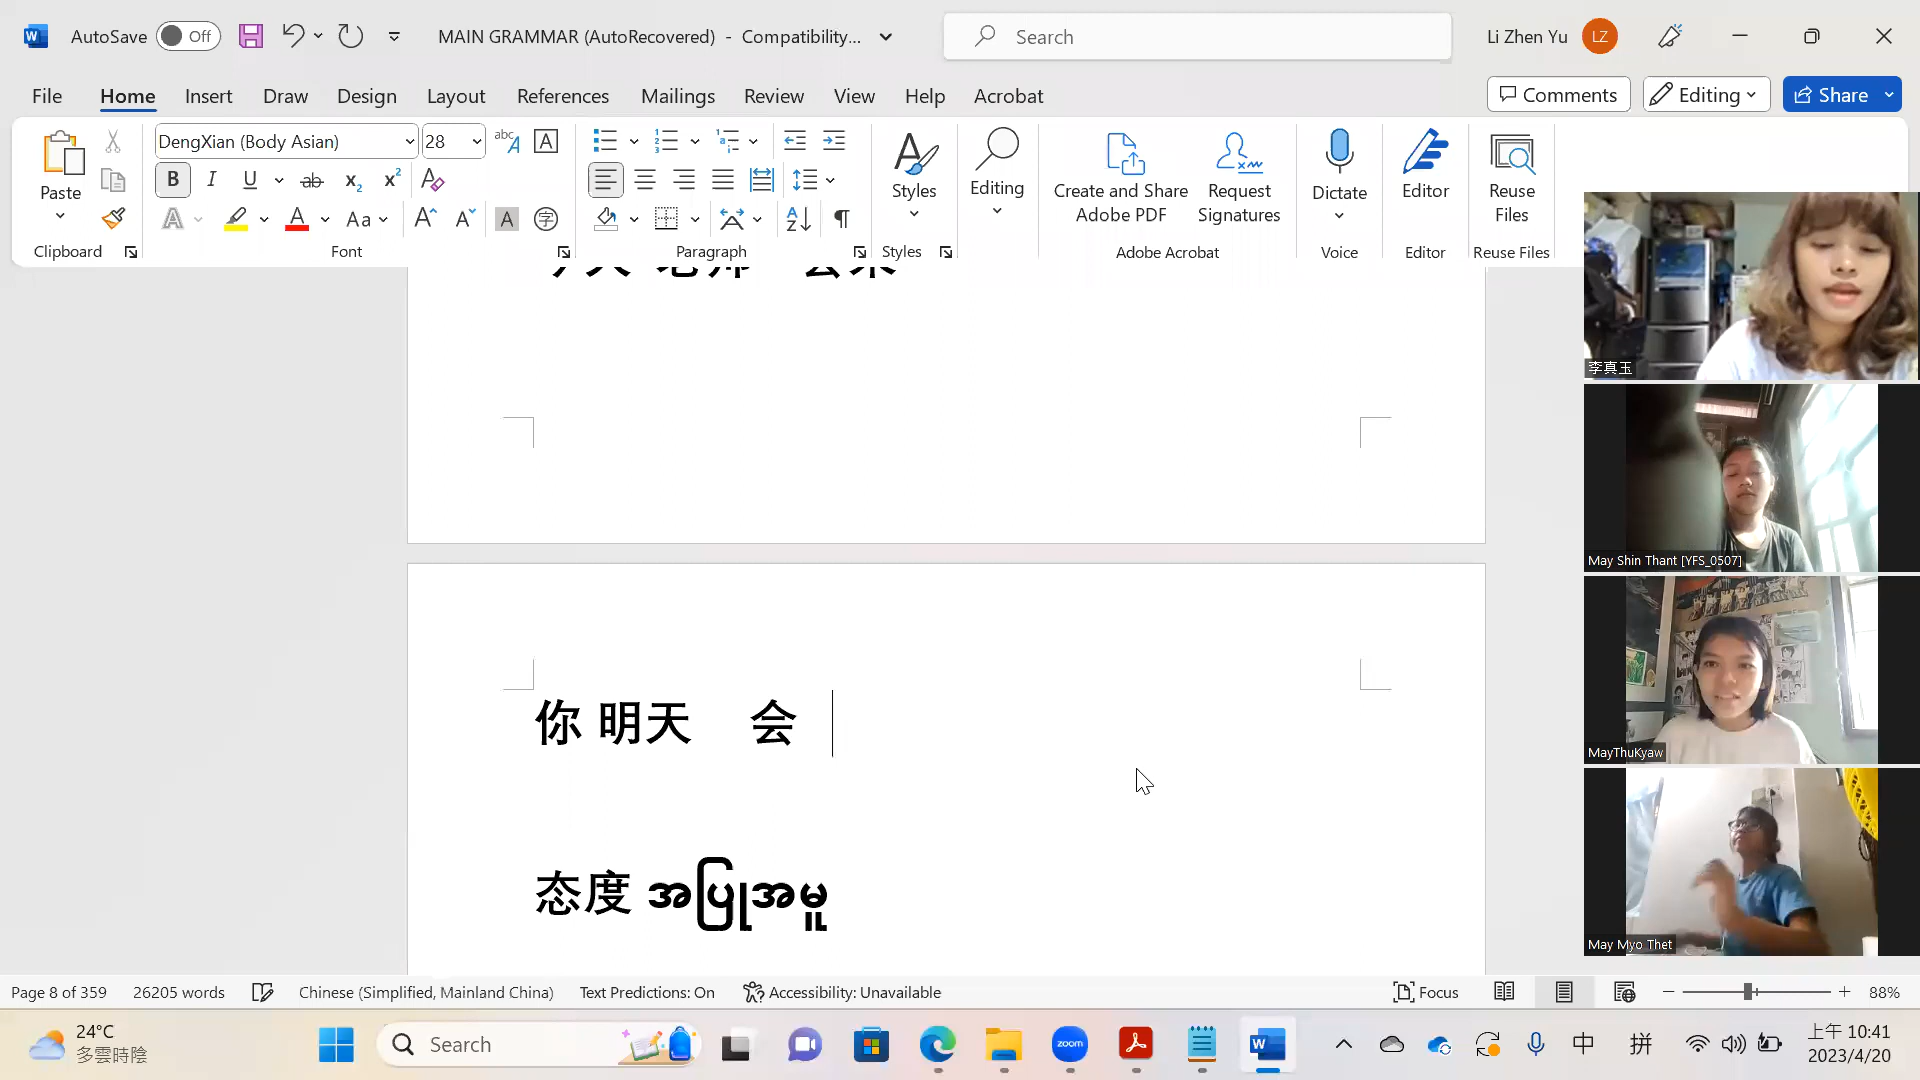 AutoSave Off MAIN GRAMMAR (AutoRecovered) - Compatibility... Search Li Zhen Yu LZ
File Home Insert Draw Design Layout References Mailings Review View Help Acrobat Comments Editing Share
DengXian (Body Asian) 28
Paste
Styles
Editing
Create and Share Adobe PDF
Request Signatures
Dictate
Editor
Reuse Files
Clipboard Font Paragraph Styles Adobe Acrobat Voice Editor Reuse Files
李真玉
May Shin Thant [YFS_0507]
你 明天 会
MayThuKyaw
态度 အပြုအမူ
May Myo Thet
Page 8 of 359 26205 words Chinese (Simplified, Mainland China) Text Predictions: On Accessibility: Unavailable Focus 88%
24°C
多雲時陰
Search
zoom
中 拼
上午 10:41
2023/4/20